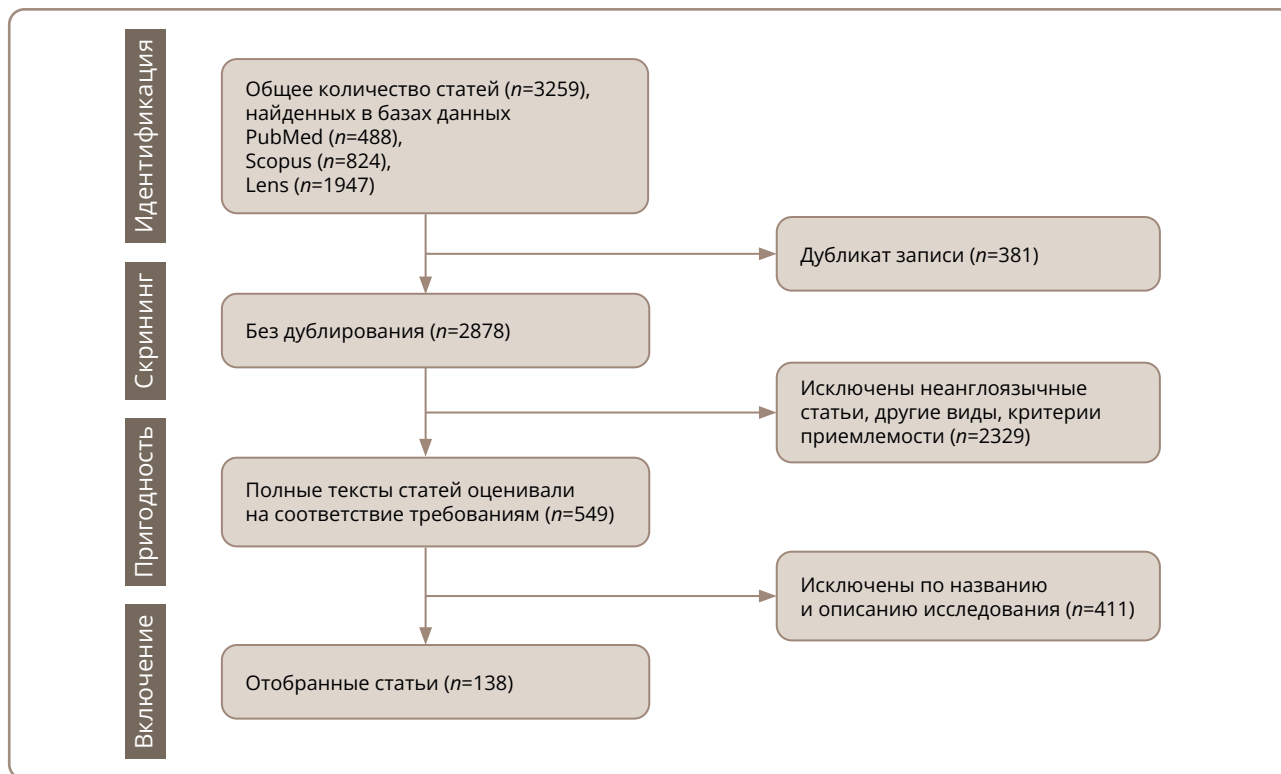 Идентификация
Общее количество статей (n=3259),
найденных в базах данных
PubMed (n=488),
Scopus (n=824),
Lens (n=1947)
Дубликат записи (n=381)
Скрининг
Без дублирования (n=2878)
Исключены неанглоязычные
статьи, другие виды, критерии
приемлемости (n=2329)
Пригодность
Полные тексты статей оценивали
на соответствие требованиям (n=549)
Исключены по названию
и описанию исследования (n=411)
Включение
Отобранные статьи (n=138)